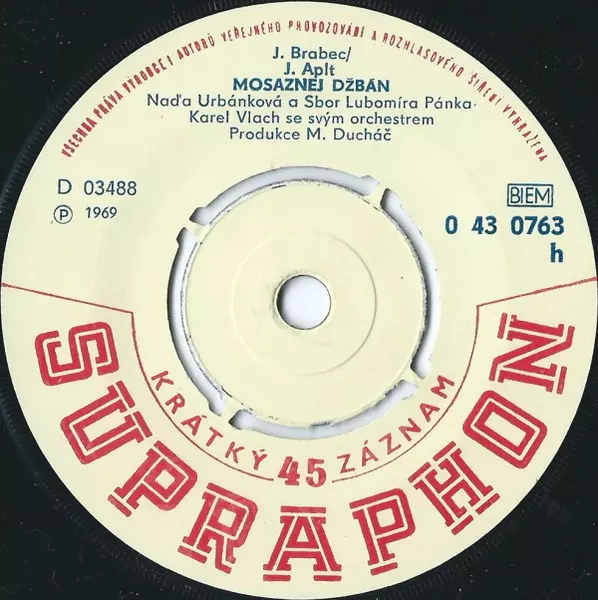 VŠECHNA PRÁVA VÝROBCE I AUTORŮ VEŘEJNÉHO PROVOZOVÁNÍ A ROZHLASOVÉHO ŠÍŘENÍ VYHRAŽENA
J. Brabec/
J. Aplt
MOSAZNEJ DŽBÁN
Naďa Urbánková a Sbor Lubomíra Pánka
Karel Vlach se svým orchestrem
Produkce M. Ducháč
D 03488
Ⓟ 1969
BIEM
0 43 0763
h
KRÁTKÝ 45 ZÁZNAM
SUPRAPHON